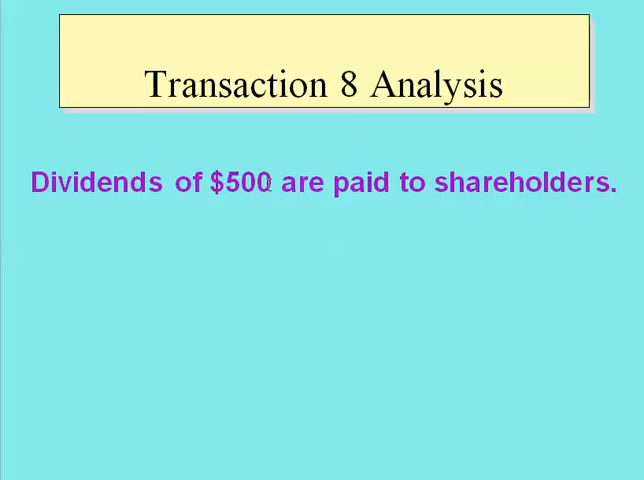 Transaction 8 Analysis
Dividends of $500 are paid to shareholders.